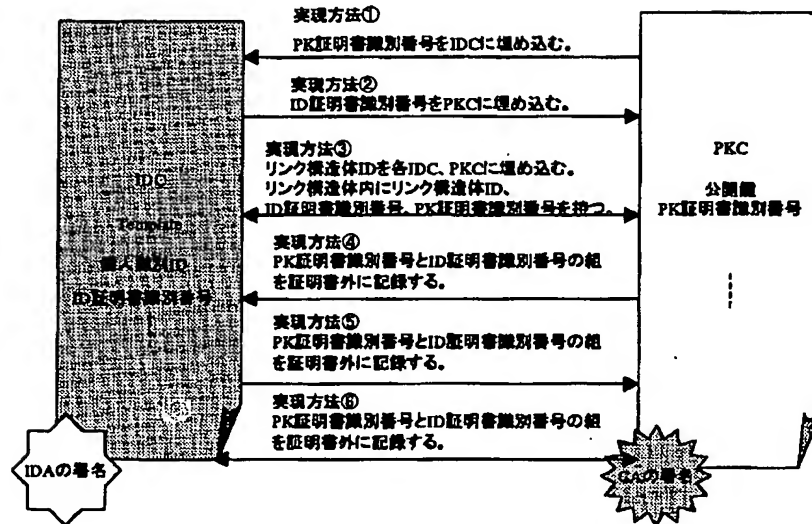 実現方法①
PK証明書識別番号をIDCに埋め込む。
実現方法②
ID証明書識別番号をPKCに埋め込む。
実現方法③
リンク構造体IDを各IDC、PKCに埋め込む。
リンク構造体内にリンク構造体ID、
ID証明書識別番号、PK証明書識別番号を持つ。
実現方法④
PK証明書識別番号とID証明書識別番号の組
を証明書外に記録する。
実現方法⑤
PK証明書識別番号とID証明書識別番号の組
を証明書外に記録する。
実現方法⑥
PK証明書識別番号とID証明書識別番号の組
を証明書外に記録する。
IDC
Template
個人識別ID
ID証明書識別番号
IDAの署名
PKC
公開鍵
PK証明書識別番号
CAの署名